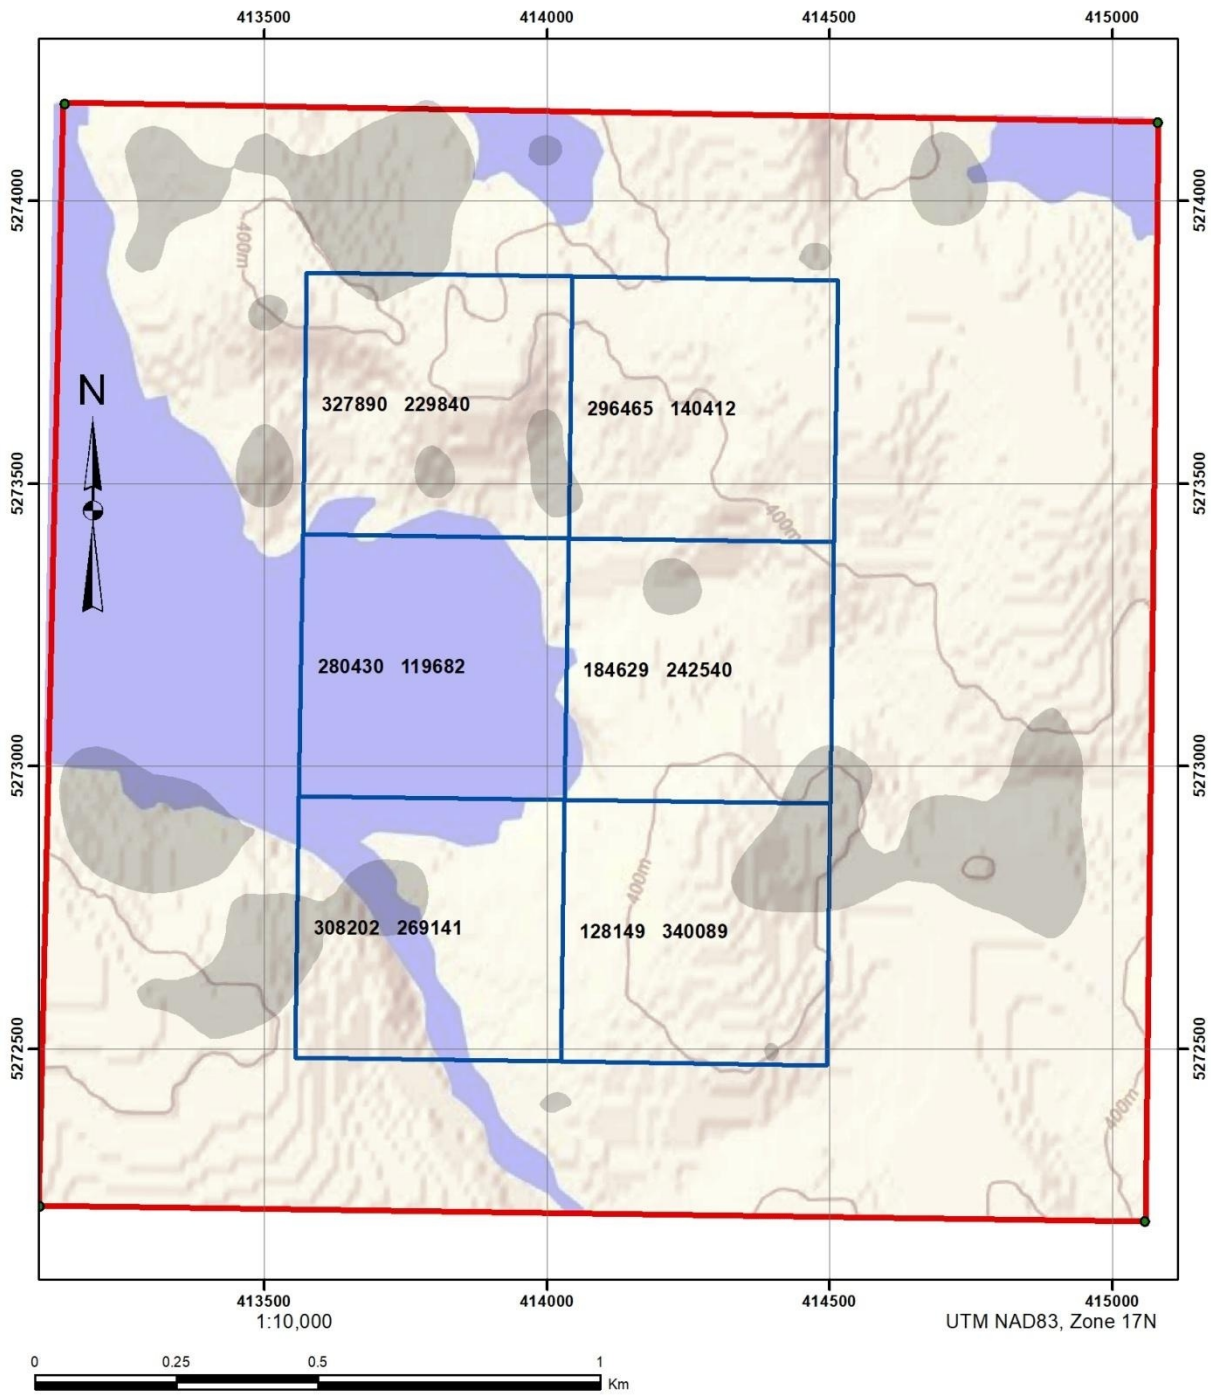 413500 414000 414500 415000
5274000 5274000
400m
N
327890 229840 296465 140412
5273500 5273500
400m
280430 119682 184629 242540
5273000 5273000
400m
308202 269141 128149 340089
5272500 5272500
400m
413500 414000 414500 415000
1:10,000 UTM NAD83, Zone 17N
0 0.25 0.5 1
Km